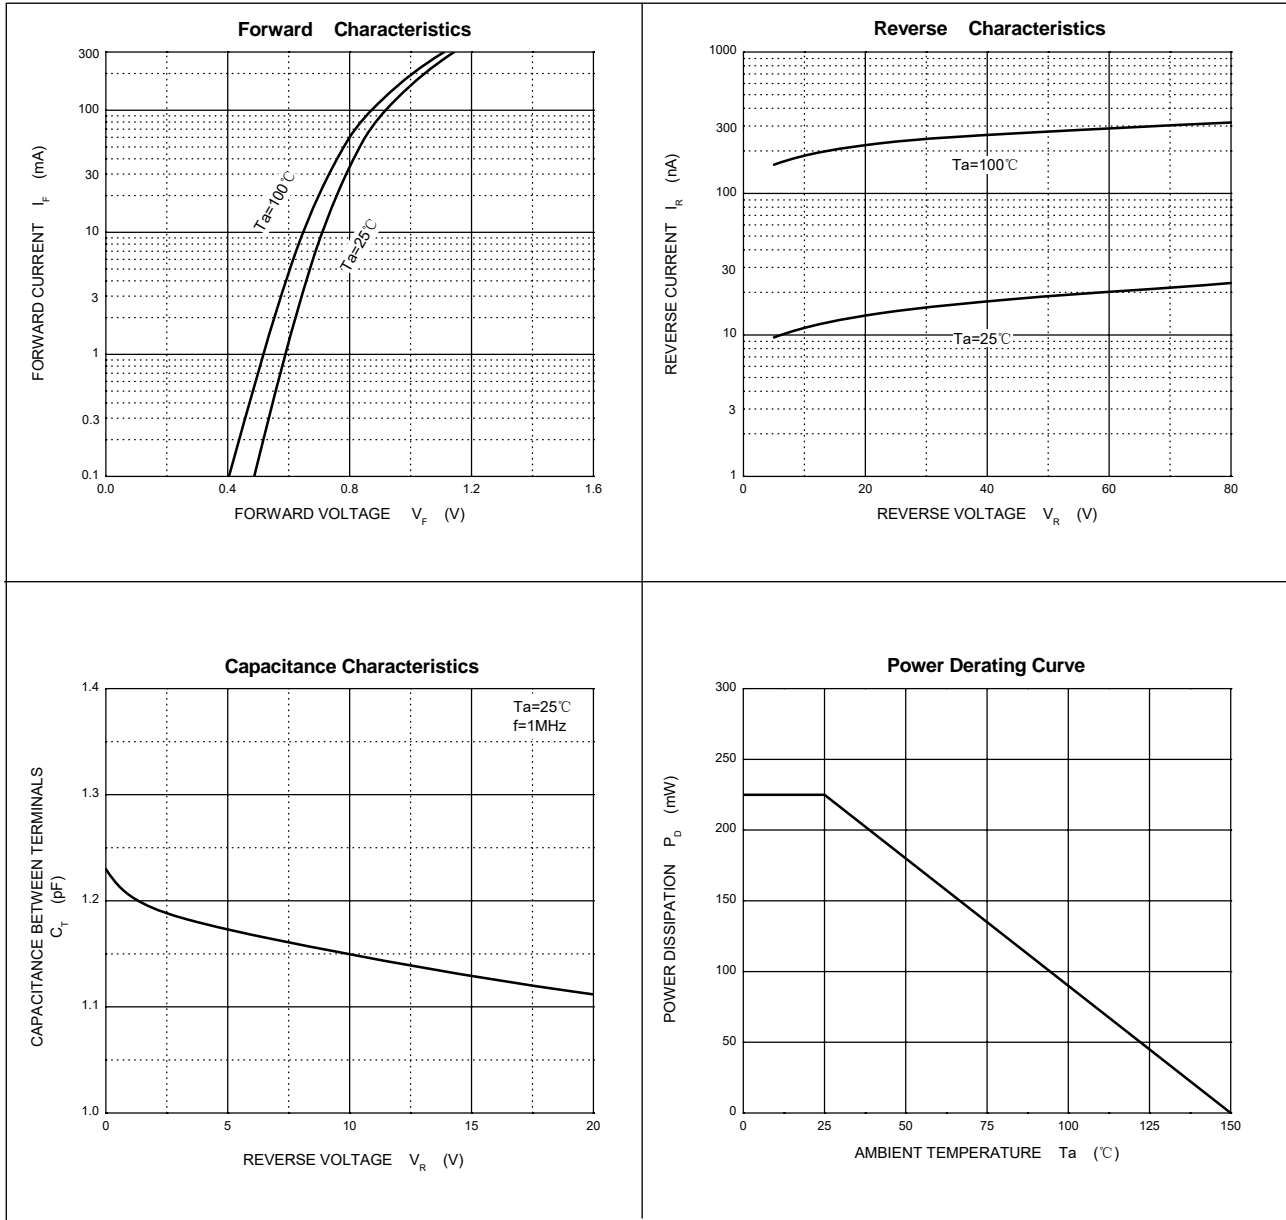 Forward Characteristics
300
100
30
10
3
1
0.3
0.1
FORWARD CURRENT I_F (mA)
Ta=100℃
Ta=25℃
0.0 0.4 0.8 1.2 1.6
FORWARD VOLTAGE V_F (V)
Reverse Characteristics
1000
300
100
30
10
3
1
REVERSE CURRENT I_R (nA)
Ta=100℃
Ta=25℃
0 20 40 60 80
REVERSE VOLTAGE V_R (V)
Capacitance Characteristics
1.4
1.3
1.2
1.1
1.0
CAPACITANCE BETWEEN TERMINALS
C_T (pF)
Ta=25℃
f=1MHz
0 5 10 15 20
REVERSE VOLTAGE V_R (V)
Power Derating Curve
300
250
200
150
100
50
0
POWER DISSIPATION P_D (mW)
0 25 50 75 100 125 150
AMBIENT TEMPERATURE Ta (℃)